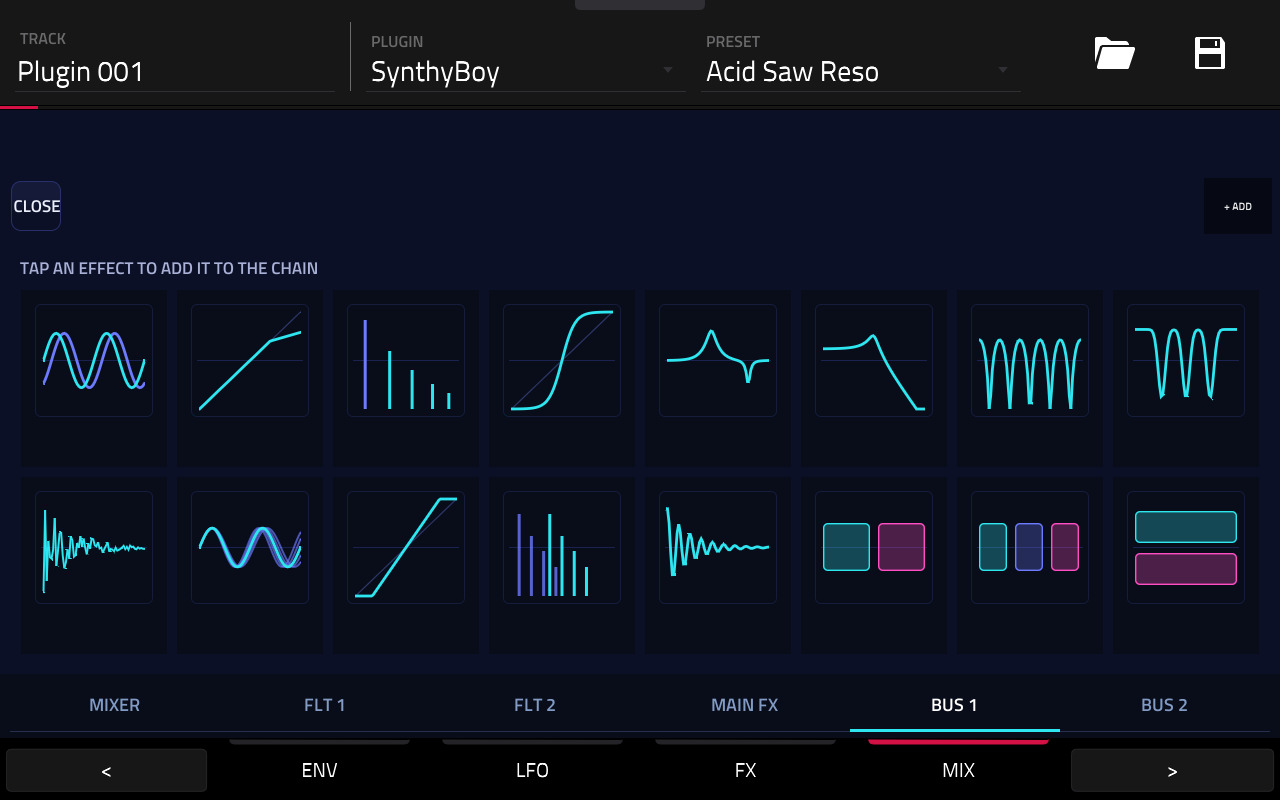 TRACK
Plugin 001
PLUGIN
SynthyBoy
PRESET
Acid Saw Reso
CLOSE
+ ADD
TAP AN EFFECT TO ADD IT TO THE CHAIN
MIXER
FLT 1
FLT 2
MAIN FX
BUS 1
BUS 2
<
ENV
LFO
FX
MIX
>